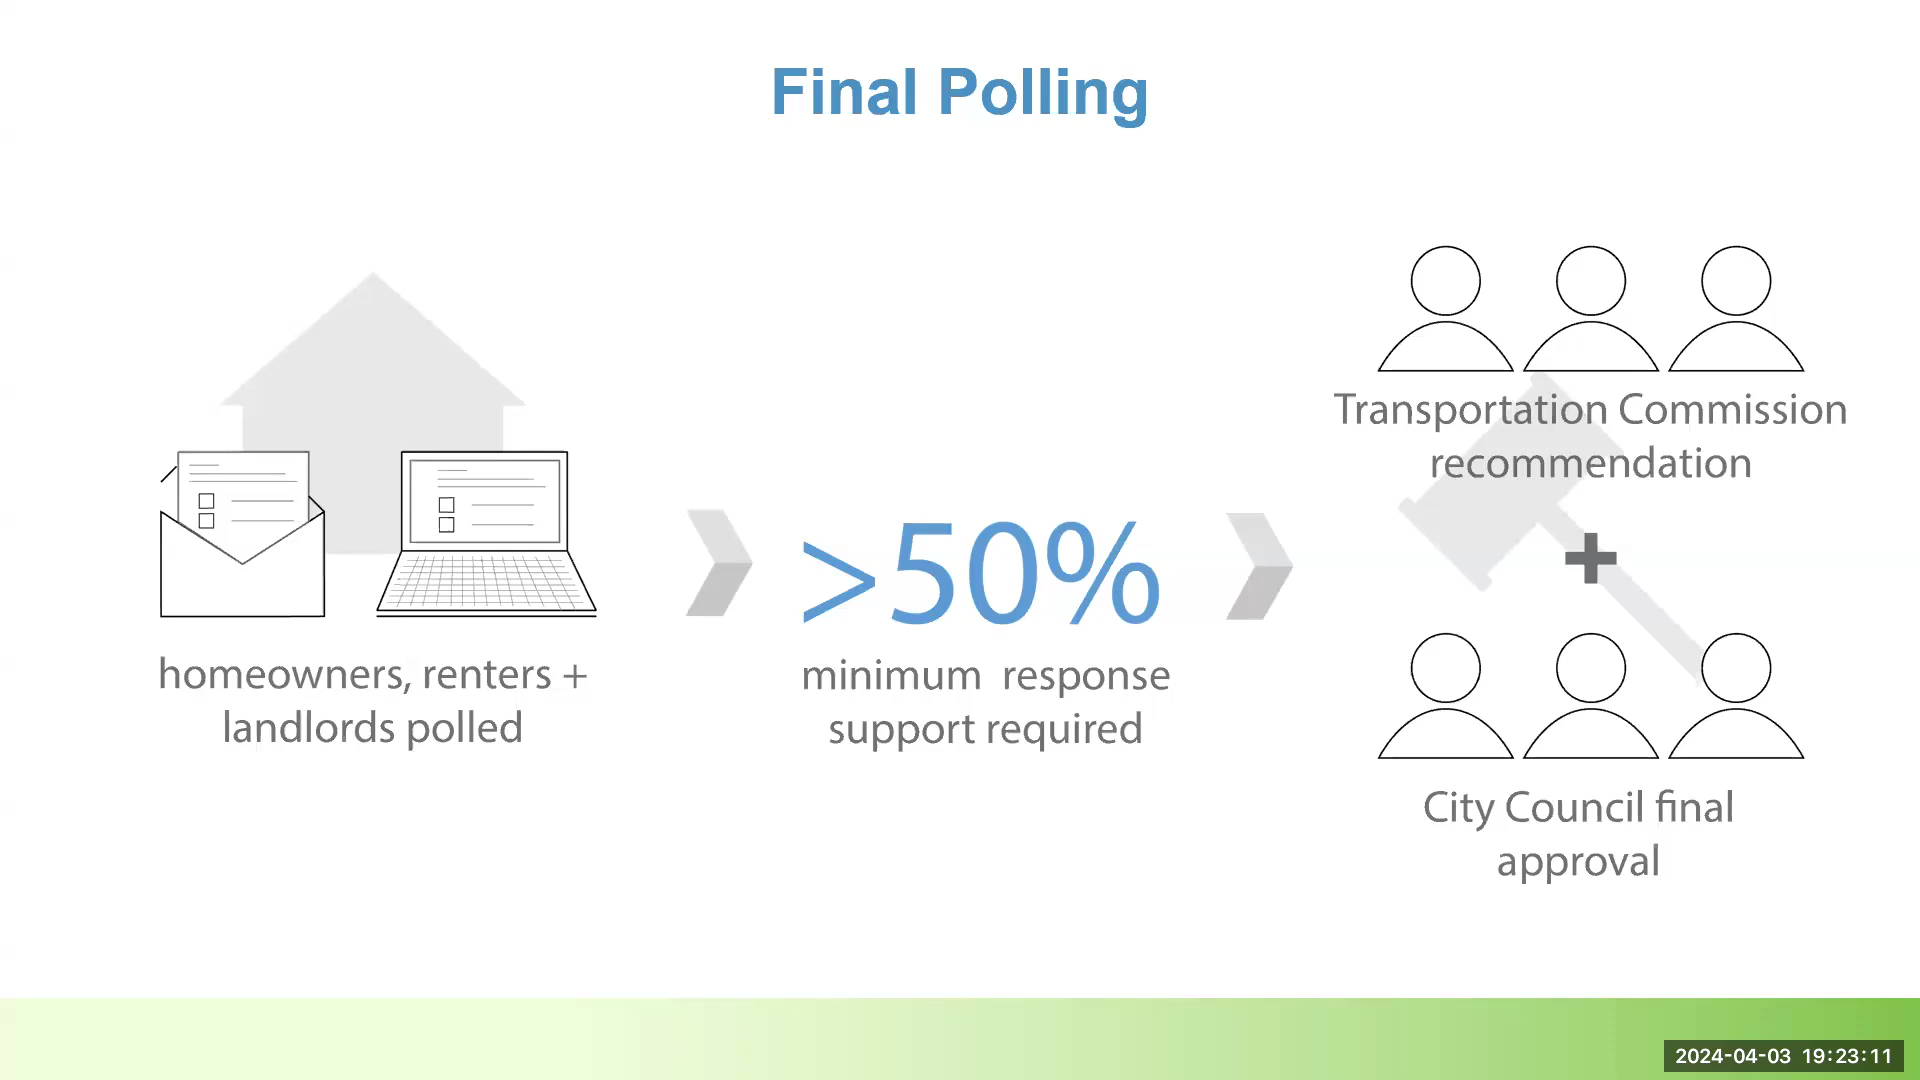 Final Polling
homeowners, renters +
landlords polled
>50%
minimum response
support required
Transportation Commission
recommendation
+
City Council final
approval
2024-04-03 19:23:11